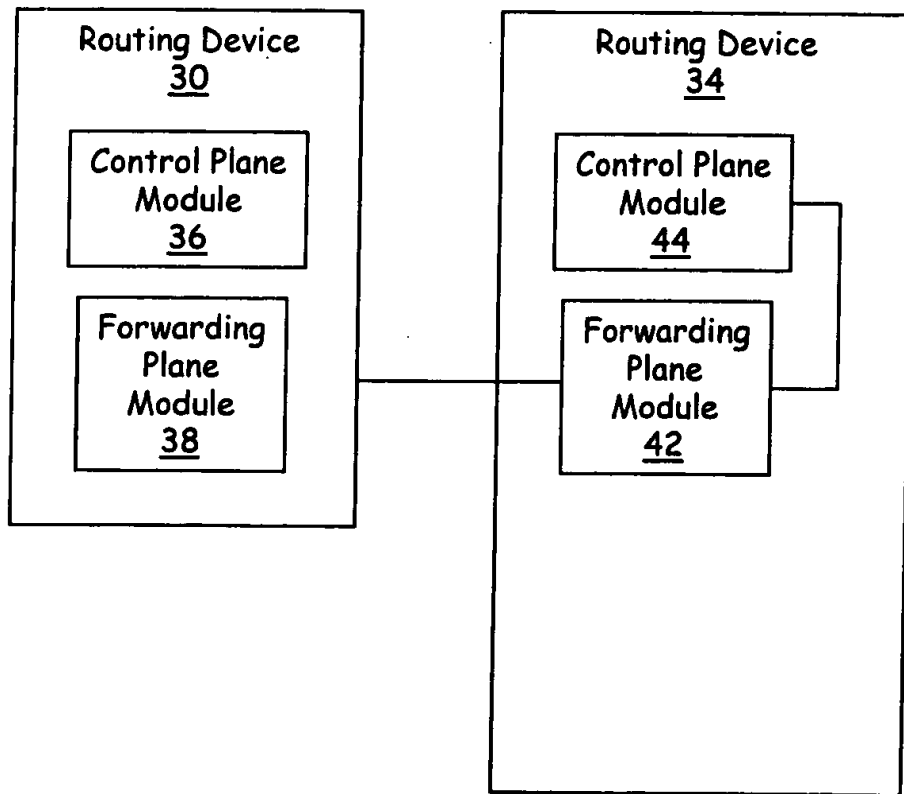 Routing Device
30
Control Plane
Module
36
Forwarding
Plane
Module
38
Routing Device
34
Control Plane
Module
44
Forwarding
Plane
Module
42